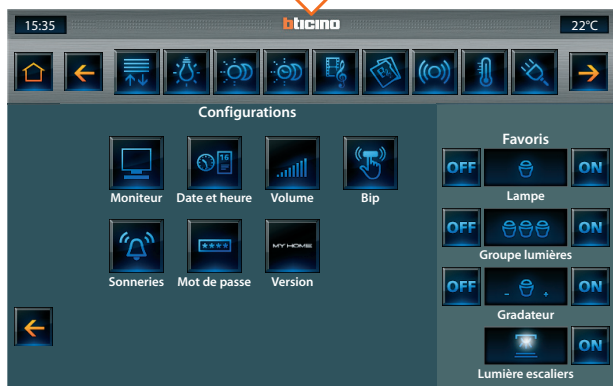 15:35
bticino
22°C
Configurations
Favoris
16
Moniteur
Date et heure
Volume
Bip
OFF
ON
Lampe
OFF
ON
Groupe lumières
****
MY HOME
Sonneries
Mot de passe
Version
OFF
- +
ON
Gradateur
ON
Lumière escaliers